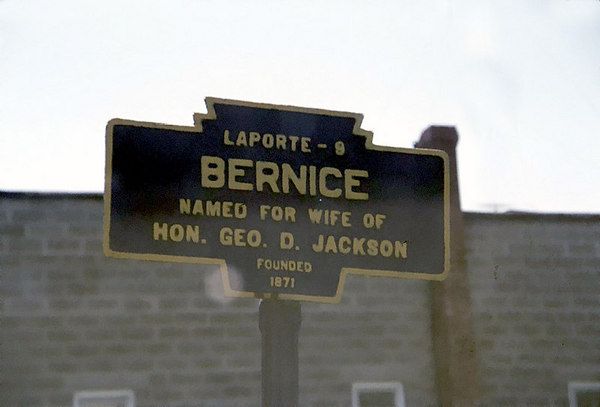 LAPORTE - 9
BERNICE
NAMED FOR WIFE OF
HON. GEO. D. JACKSON
FOUNDED
1871